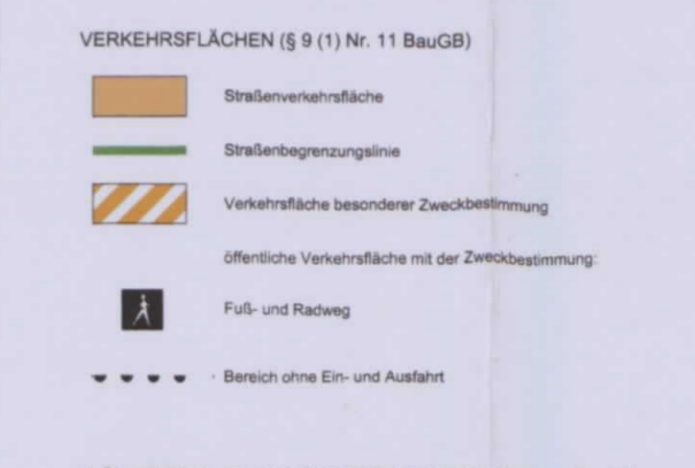 VERKEHRSFLÄCHEN (§ 9 (1) Nr. 11 BauGB)
Straßenverkehrsfläche
Straßenbegrenzungslinie
Verkehrsfläche besonderer Zweckbestimmung
öffentliche Verkehrsfläche mit der Zweckbestimmung:
Fuß- und Radweg
Bereich ohne Ein- und Ausfahrt